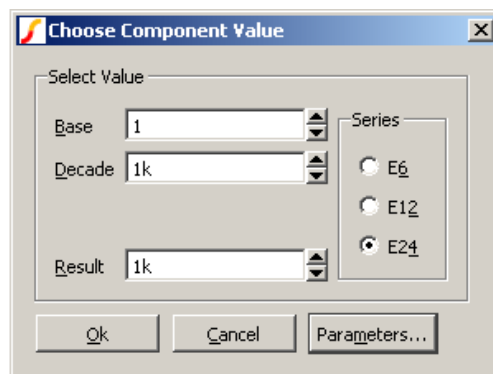 Choose Component Value
Select Value
Base 1
Decade 1k
Result 1k
Series
E6
E12
E24
Ok Cancel Parameters...